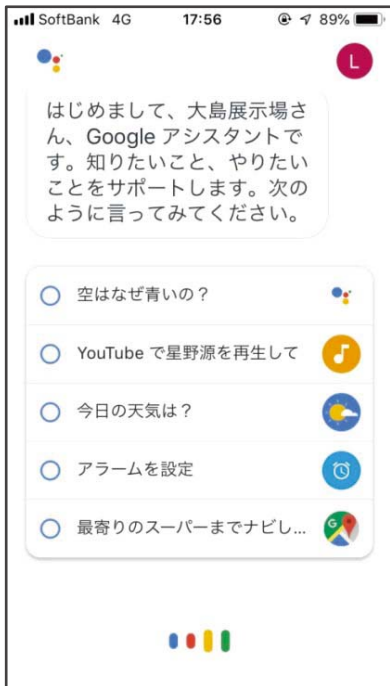 SoftBank 4G 17:56 89%
L
はじめまして、大島展示場さ
ん、Google アシスタントで
す。知りたいこと、やりたい
ことをサポートします。次の
ように言ってみてください。
空はなぜ青いの？
YouTube で星野源を再生して
今日の天気は？
アラームを設定
最寄りのスーパーまでナビし...
G